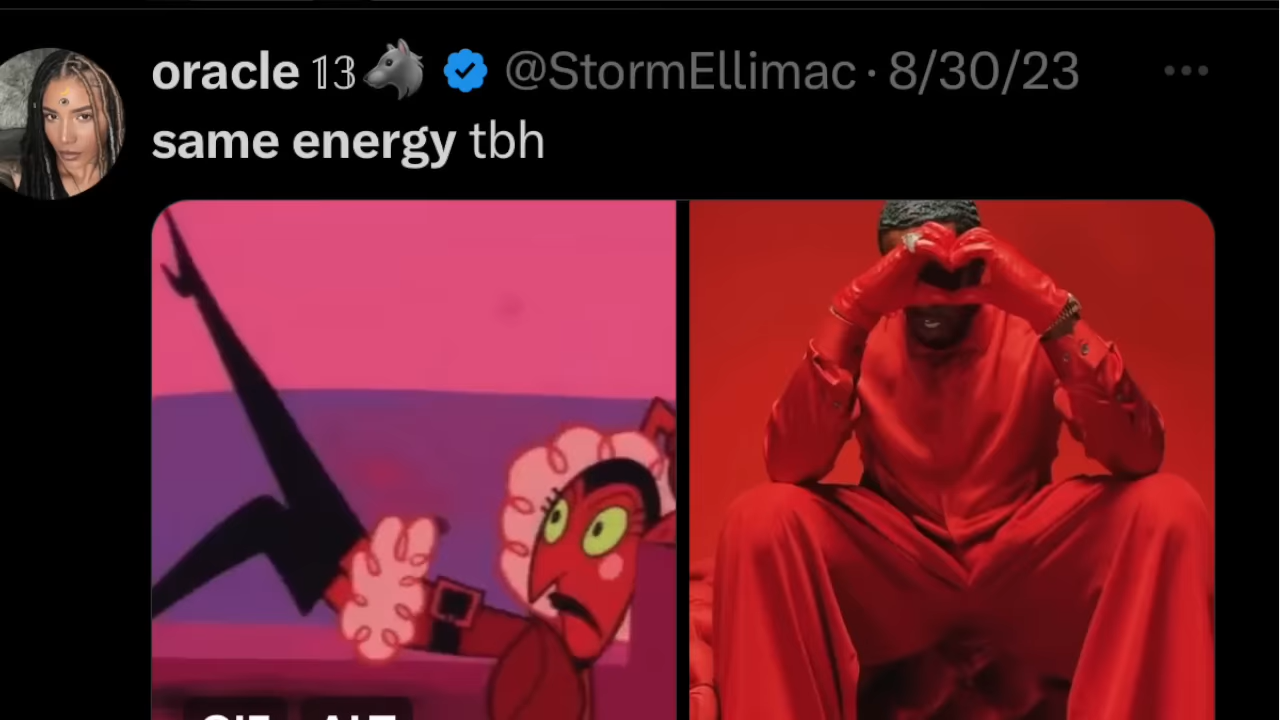 oracle 𝟙𝟛🐺 @StormEllimac · 8/30/23
same energy tbh